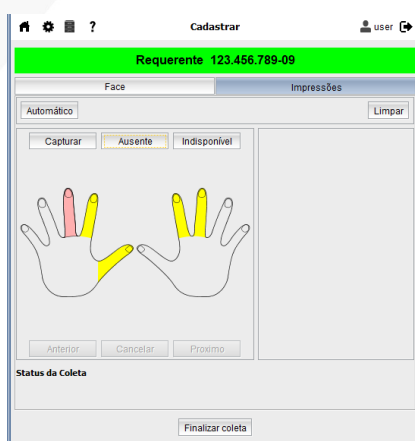 ? Cadastrar user
Requerente 123.456.789-09
Face Impressões
Automático Limpar
Capturar Ausente Indisponível
Anterior Cancelar Proximo
Status da Coleta
Finalizar coleta